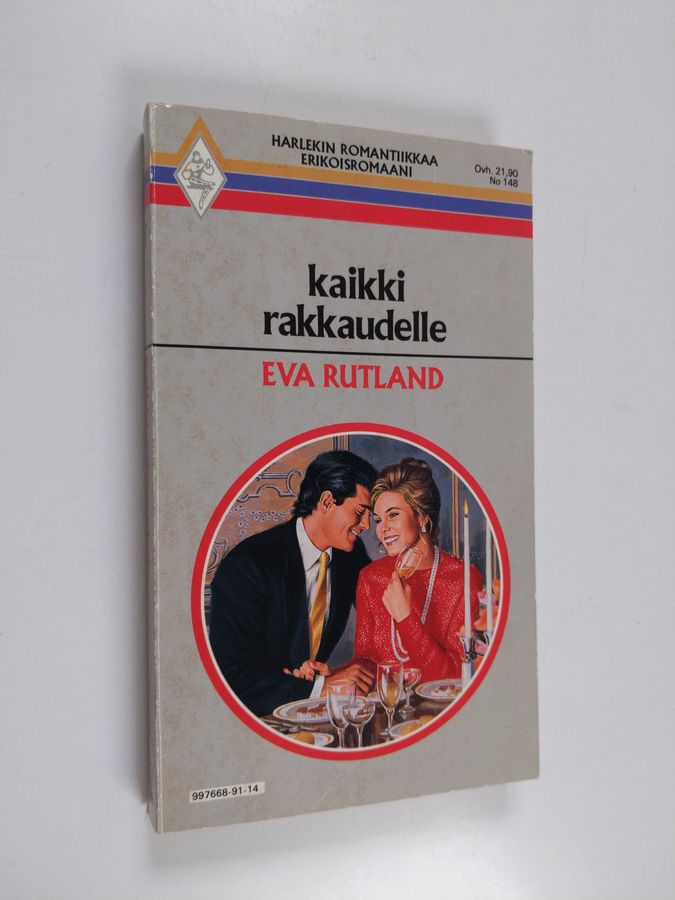 HARLEKIN ROMANTIIKKAA
ERIKOISROMAANI
Ovh. 21,90
No 148
kaikki
rakkaudelle
EVA RUTLAND
997668-91-14